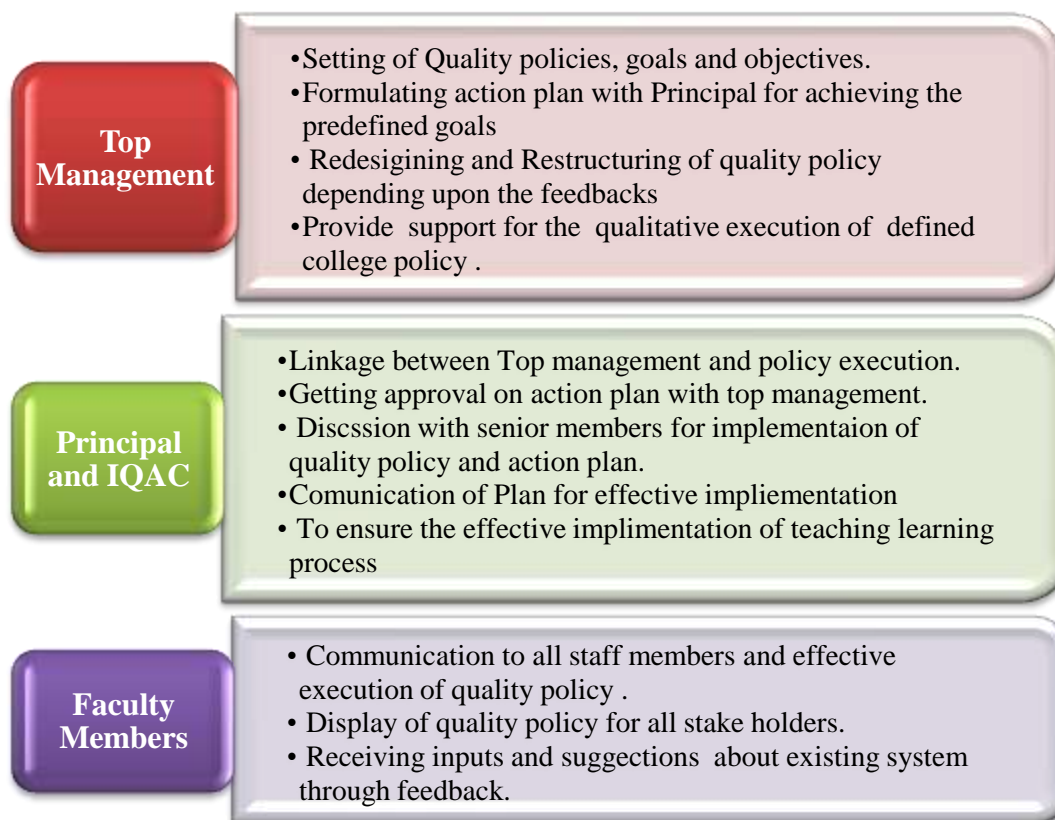 Top
Management
•Setting of Quality policies, goals and objectives.
•Formulating action plan with Principal for achieving the
predefined goals
• Redesigining and Restructuring of quality policy
depending upon the feedbacks
•Provide support for the qualitative execution of defined
college policy .
Principal
and IQAC
•Linkage between Top management and policy execution.
•Getting approval on action plan with top management.
• Discssion with senior members for implementaion of
quality policy and action plan.
•Comunication of Plan for effective impliementation
• To ensure the effective implimentation of teaching learning
process
Faculty
Members
• Communication to all staff members and effective
execution of quality policy .
• Display of quality policy for all stake holders.
• Receiving inputs and suggections about existing system
through feedback.